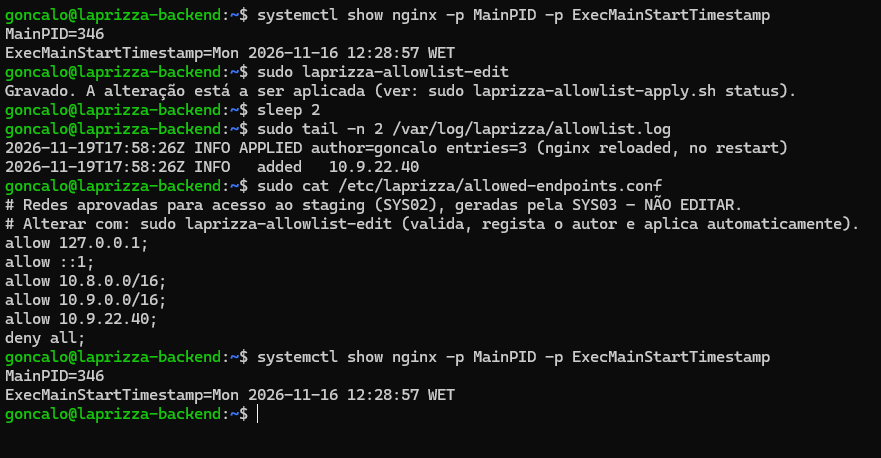 goncalo@laprizza-backend:~$ systemctl show nginx -p MainPID -p ExecMainStartTimestamp
MainPID=346
ExecMainStartTimestamp=Mon 2026-11-16 12:28:57 WET
goncalo@laprizza-backend:~$ sudo laprizza-allowlist-edit
Gravado. A alteração está a ser aplicada (ver: sudo laprizza-allowlist-apply.sh status).
goncalo@laprizza-backend:~$ sleep 2
goncalo@laprizza-backend:~$ sudo tail -n 2 /var/log/laprizza/allowlist.log
2026-11-19T17:58:26Z INFO APPLIED author=goncalo entries=3 (nginx reloaded, no restart)
2026-11-19T17:58:26Z INFO   added   10.9.22.40
goncalo@laprizza-backend:~$ sudo cat /etc/laprizza/allowed-endpoints.conf
# Redes aprovadas para acesso ao staging (SYS02), geradas pela SYS03 - NÃO EDITAR.
# Alterar com: sudo laprizza-allowlist-edit (valida, regista o autor e aplica automaticamente).
allow 127.0.0.1;
allow ::1;
allow 10.8.0.0/16;
allow 10.9.0.0/16;
allow 10.9.22.40;
deny all;
goncalo@laprizza-backend:~$ systemctl show nginx -p MainPID -p ExecMainStartTimestamp
MainPID=346
ExecMainStartTimestamp=Mon 2026-11-16 12:28:57 WET
goncalo@laprizza-backend:~$